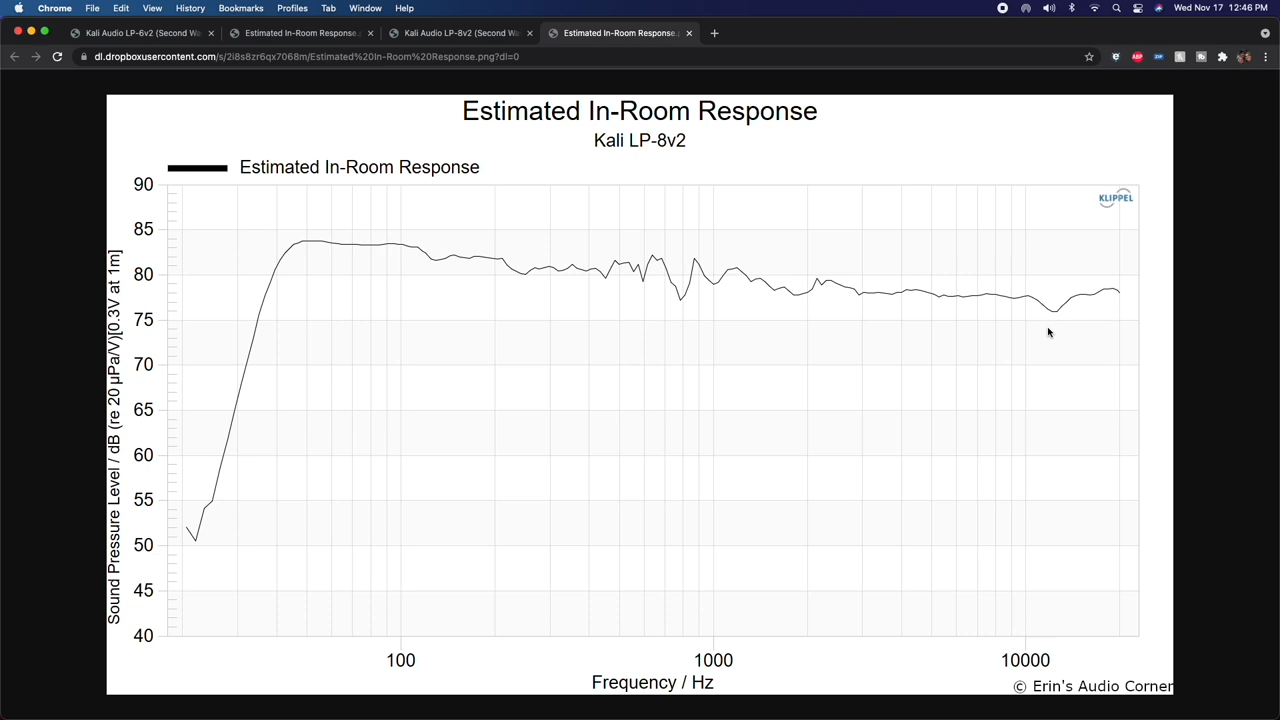 Chrome File Edit View History Bookmarks Profiles Tab Window Help Wed Nov 17 12:46 PM
Kali Audio LP-6v2 (Second Wa Estimated In-Room Response. Kali Audio LP-8v2 (Second Wa Estimated In-Room Response.
dl.dropboxusercontent.com/s/2i8s8zr6qx7068m/Estimated%20In-Room%20Response.png?dl=0
ABP
ZIP
Estimated In-Room Response
Kali LP-8v2
Estimated In-Room Response
KLIPPEL
90
85
80
75
70
65
60
55
50
45
40
Sound Pressure Level / dB (re 20 µPa/V)[0.3V at 1m]
100 1000 10000
Frequency / Hz
© Erin's Audio Corner